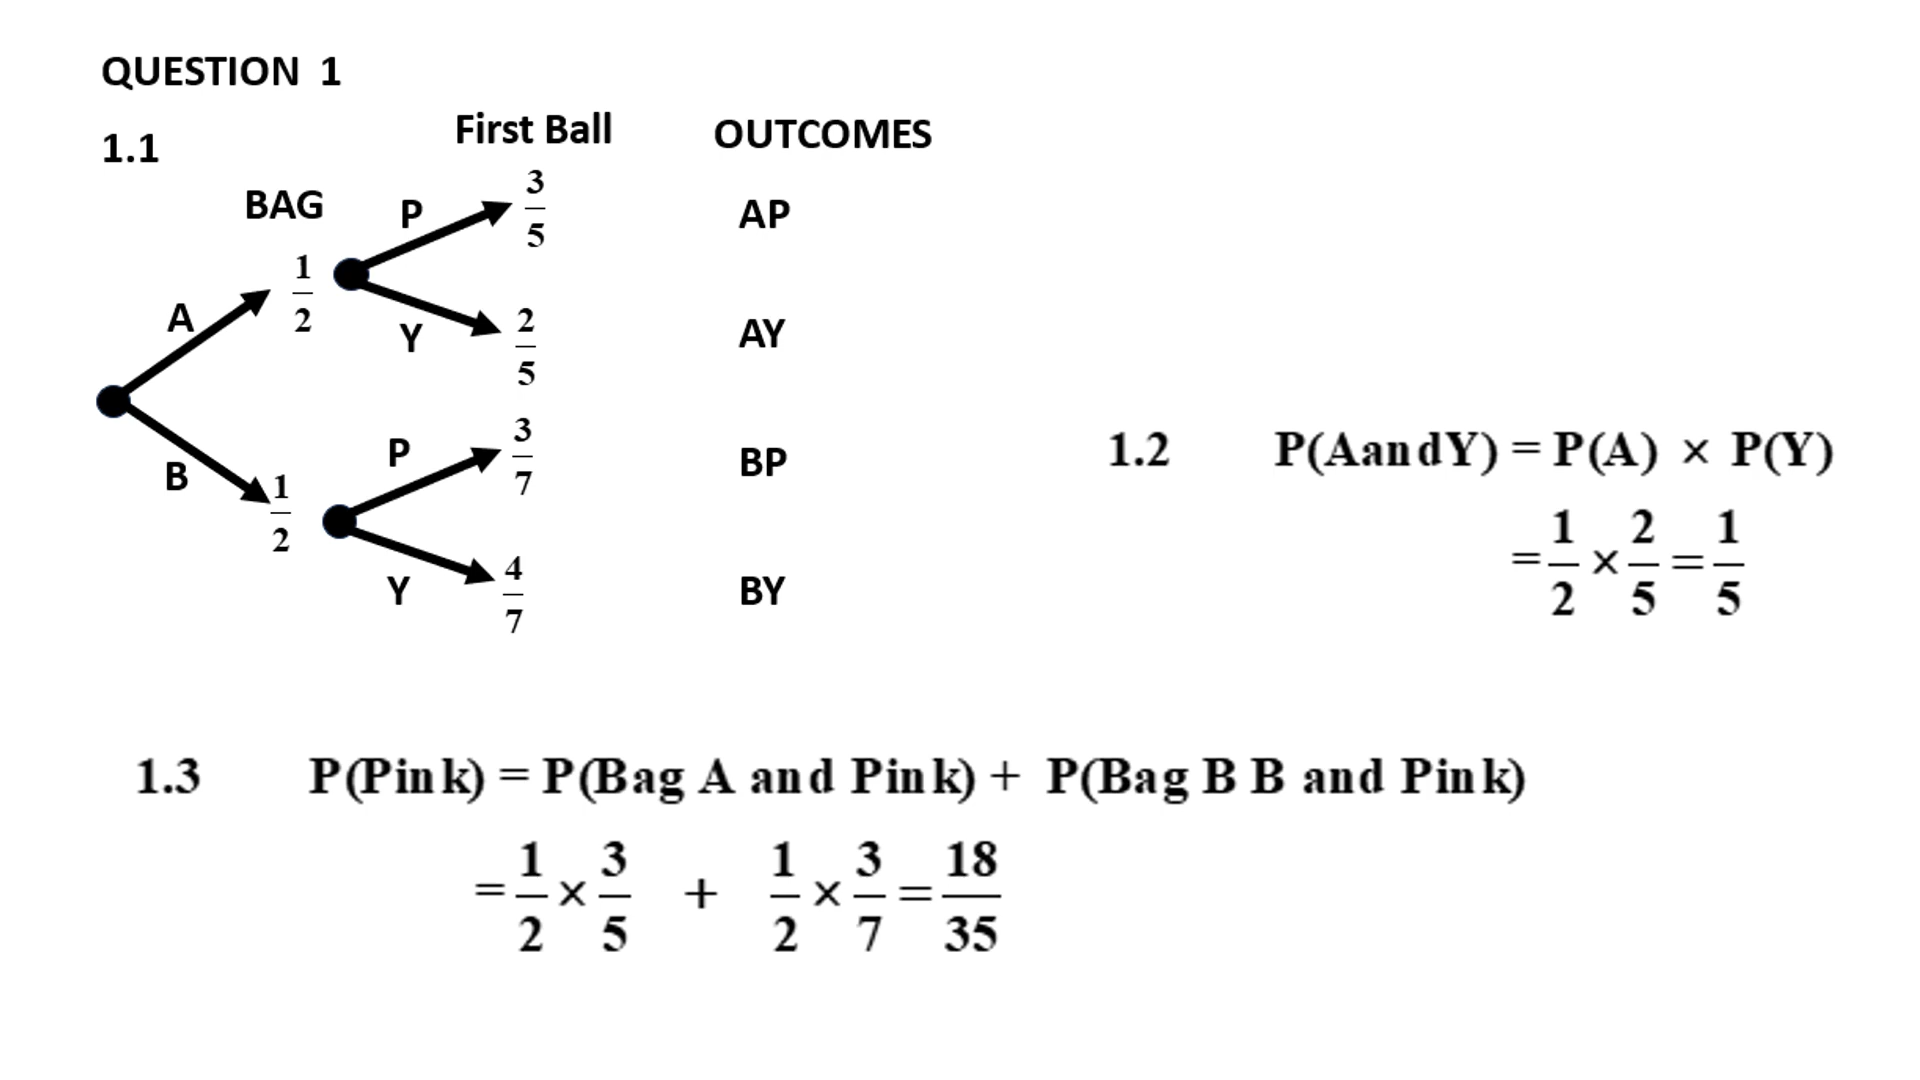 QUESTION 1
1.1
First Ball
OUTCOMES
BAG
P
3/5
AP
A
1/2
Y
2/5
AY
B
1/2
P
3/7
BP
Y
4/7
BY
1.2 P(AandY) = P(A) × P(Y)
= 1/2 × 2/5 = 1/5
1.3 P(Pink) = P(Bag A and Pink) + P(Bag B B and Pink)
= 1/2 × 3/5 + 1/2 × 3/7 = 18/35